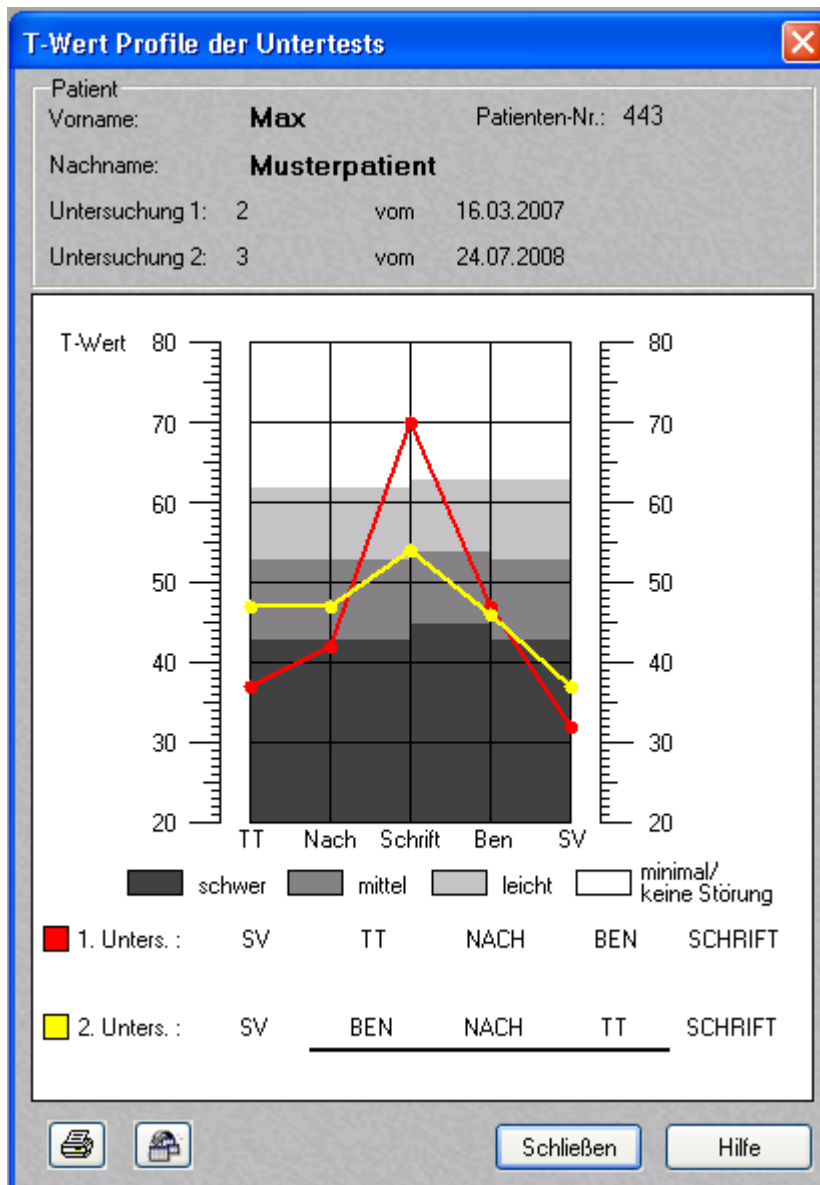 T-Wert Profile der Untertests
Patient
Vorname: Max Patienten-Nr.: 443
Nachname: Musterpatient
Untersuchung 1: 2 vom 16.03.2007
Untersuchung 2: 3 vom 24.07.2008
T-Wert 80 80
70 70
60 60
50 50
40 40
30 30
20 20
TT Nach Schrift Ben SV
schwer mittel leicht minimal/
keine Störung
1. Unters. : SV TT NACH BEN SCHRIFT
2. Unters. : SV BEN NACH TT SCHRIFT
Schließen Hilfe